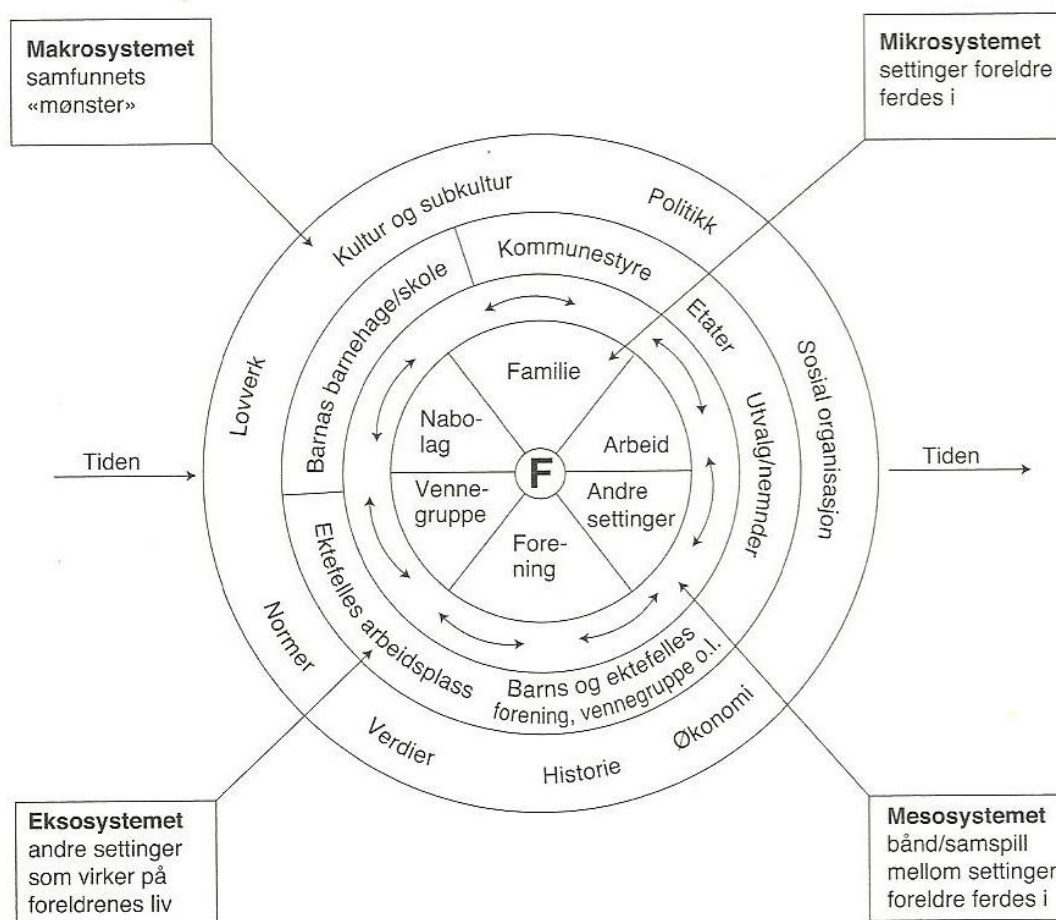 Makrosystemet
samfunnets
«mønster»
Mikrosystemet
settinger foreldre
ferdes i
Kultur og subkultur
Politikk
Lovverk
Sosial organisasjon
Normer
Verdier
Historie
Økonomi
Barnas barnehage/skole
Kommunestyre
Etater
Utvalg/nemnder
Ektefelles arbeidsplass
Barns og ektefelles
forening, vennegruppe o.l.
Familie
Nabo-
lag
Arbeid
F
Venne-
gruppe
Andre
settinger
Fore-
ning
Tiden
Tiden
Eksosystemet
andre settinger
som virker på
foreldrenes liv
Mesosystemet
bånd/samspill
mellom settinger
foreldre ferdes i